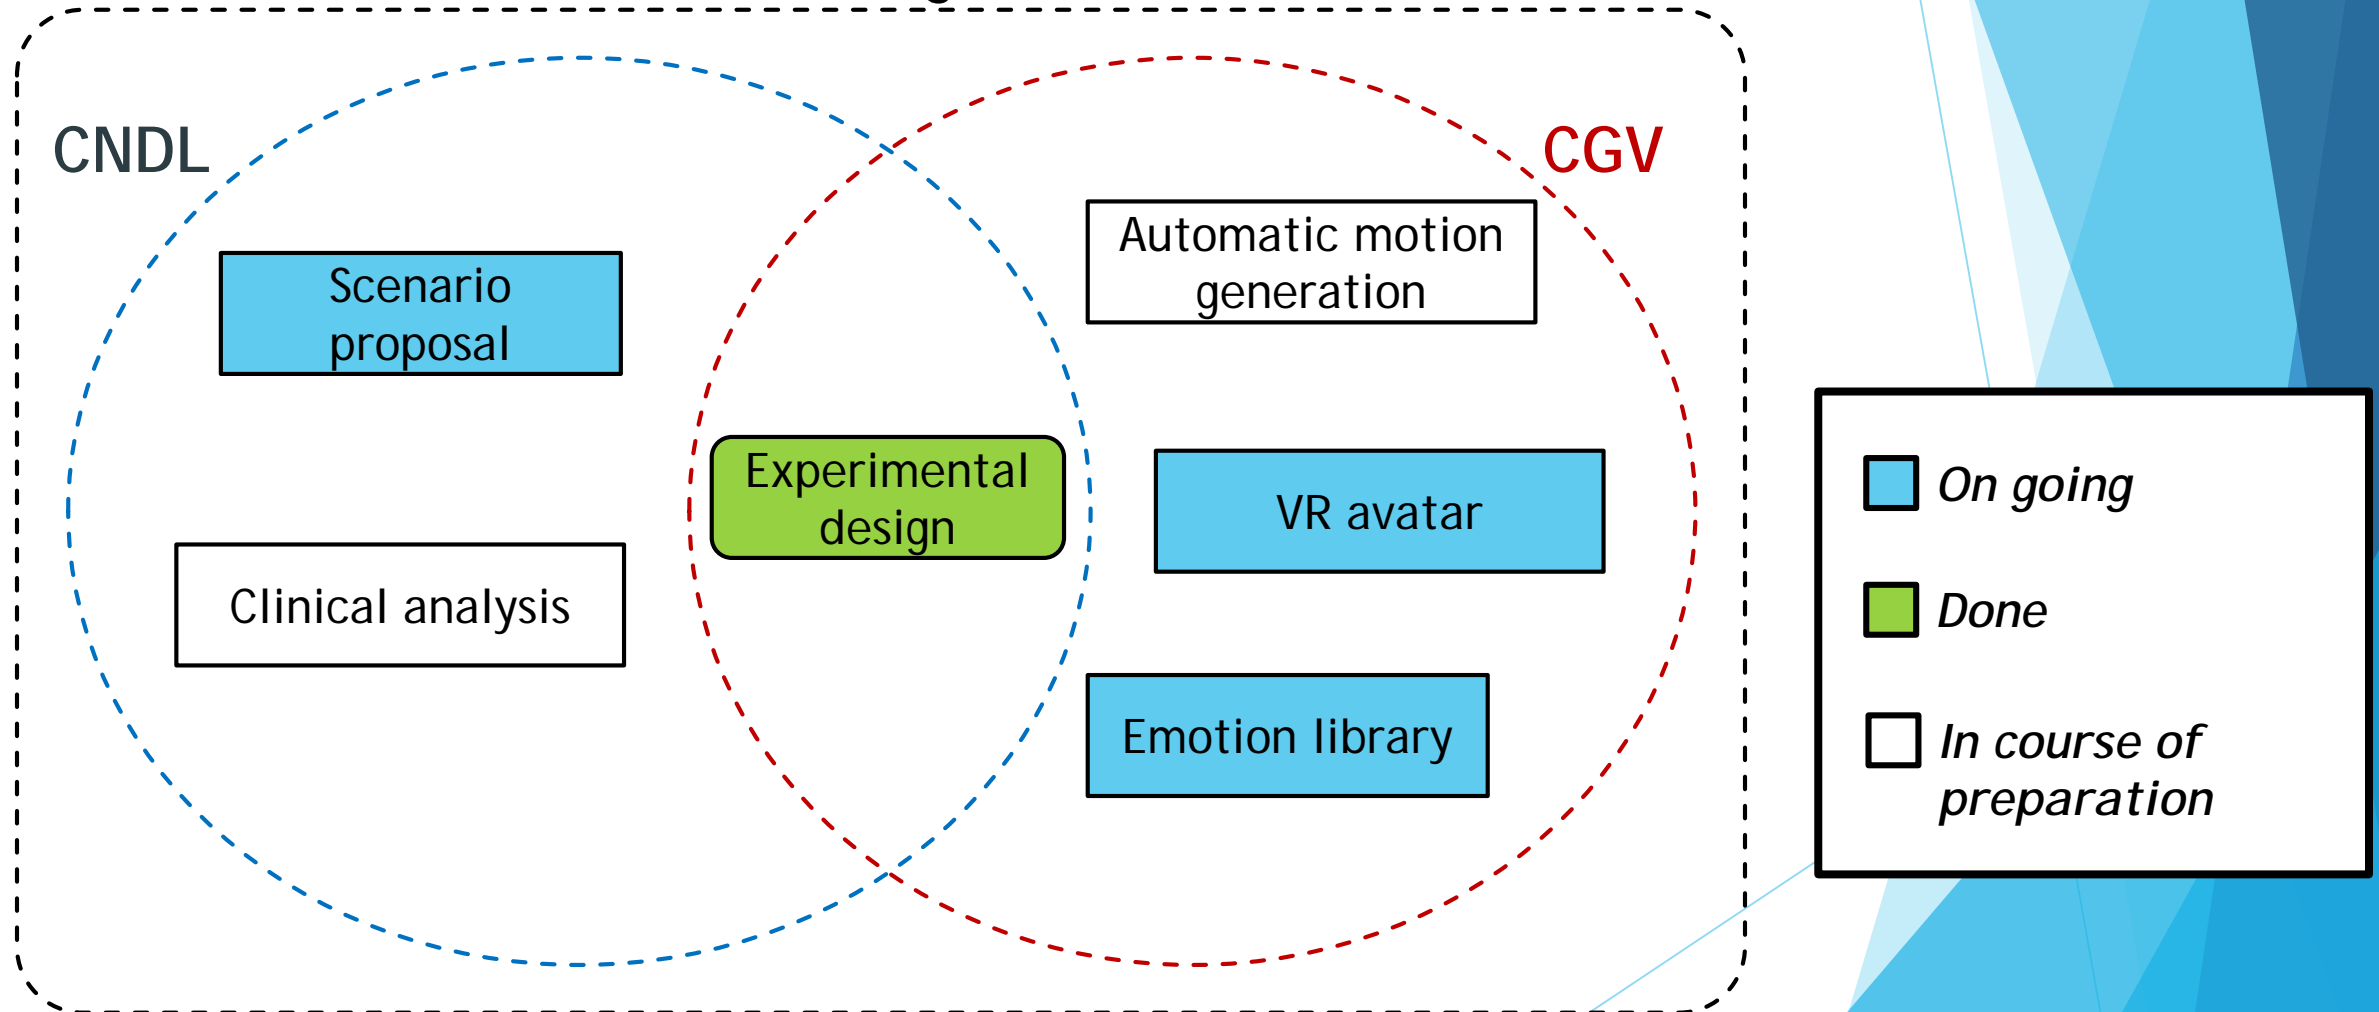 CNDL
CGV
Scenario
proposal
Automatic motion
generation
Experimental
design
VR avatar
Clinical analysis
Emotion library
On going
Done
In course of
preparation